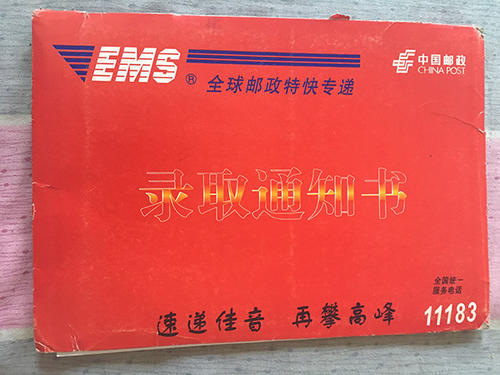 EMS ® 全球邮政特快专递
中国邮政
CHINA POST
录取通知书
全国统一
服务电话
11183
速递佳音 再攀高峰